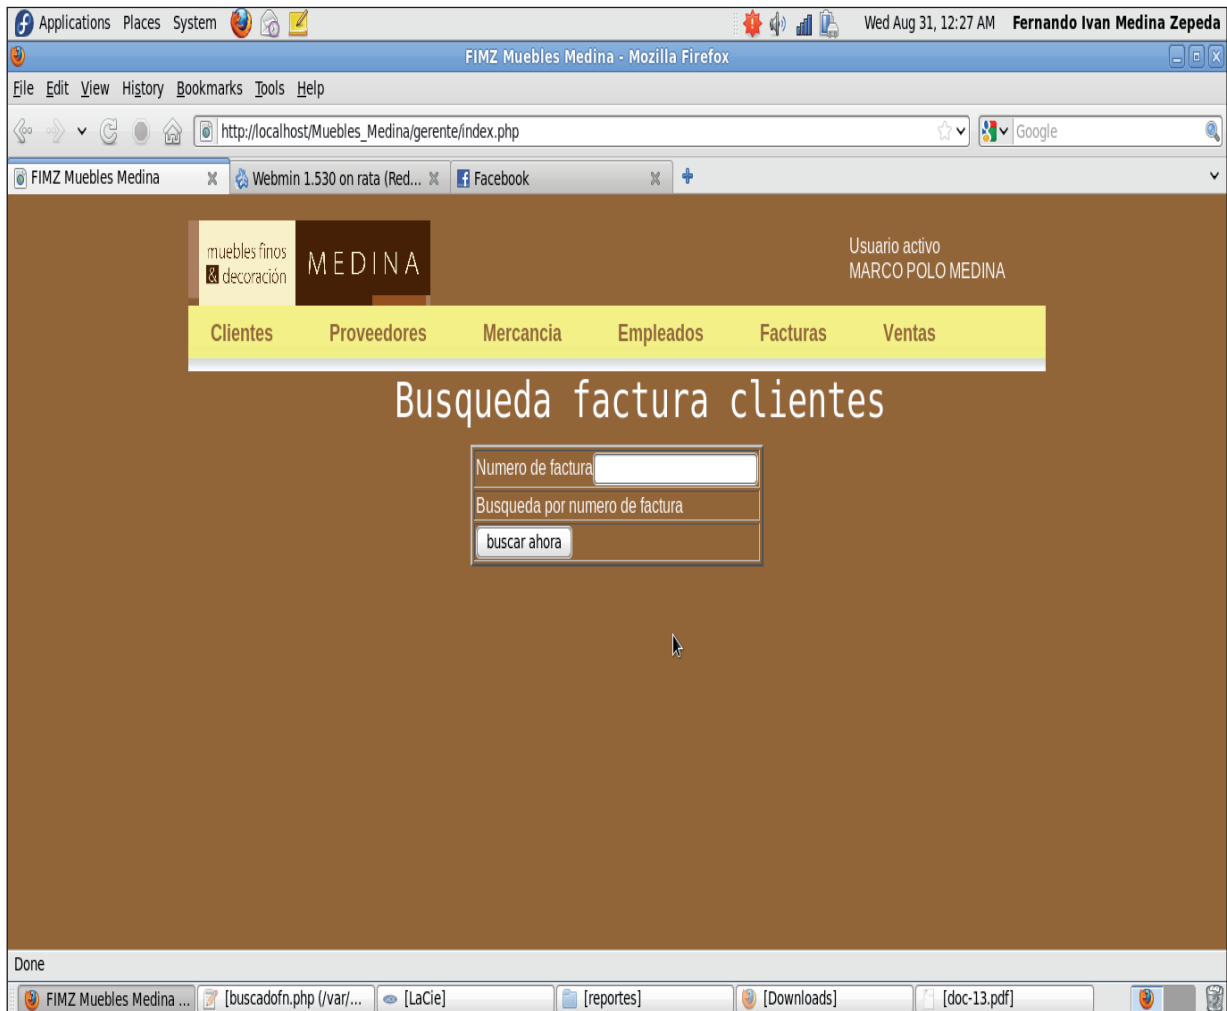 Applications Places System Wed Aug 31, 12:27 AM Fernando Ivan Medina Zepeda
FIMZ Muebles Medina - Mozilla Firefox
File Edit View History Bookmarks Tools Help
http://localhost/Muebles_Medina/gerente/index.php Google
FIMZ Muebles Medina Webmin 1.530 on rata (Red... Facebook
muebles finos
& decoración
MEDINA
Usuario activo
MARCO POLO MEDINA
Clientes Proveedores Mercancia Empleados Facturas Ventas
Busqueda factura clientes
Numero de factura
Busqueda por numero de factura
buscar ahora
Done
FIMZ Muebles Medina ... [buscadofn.php (/var/... [LaCie] [reportes] [Downloads] [doc-13.pdf]